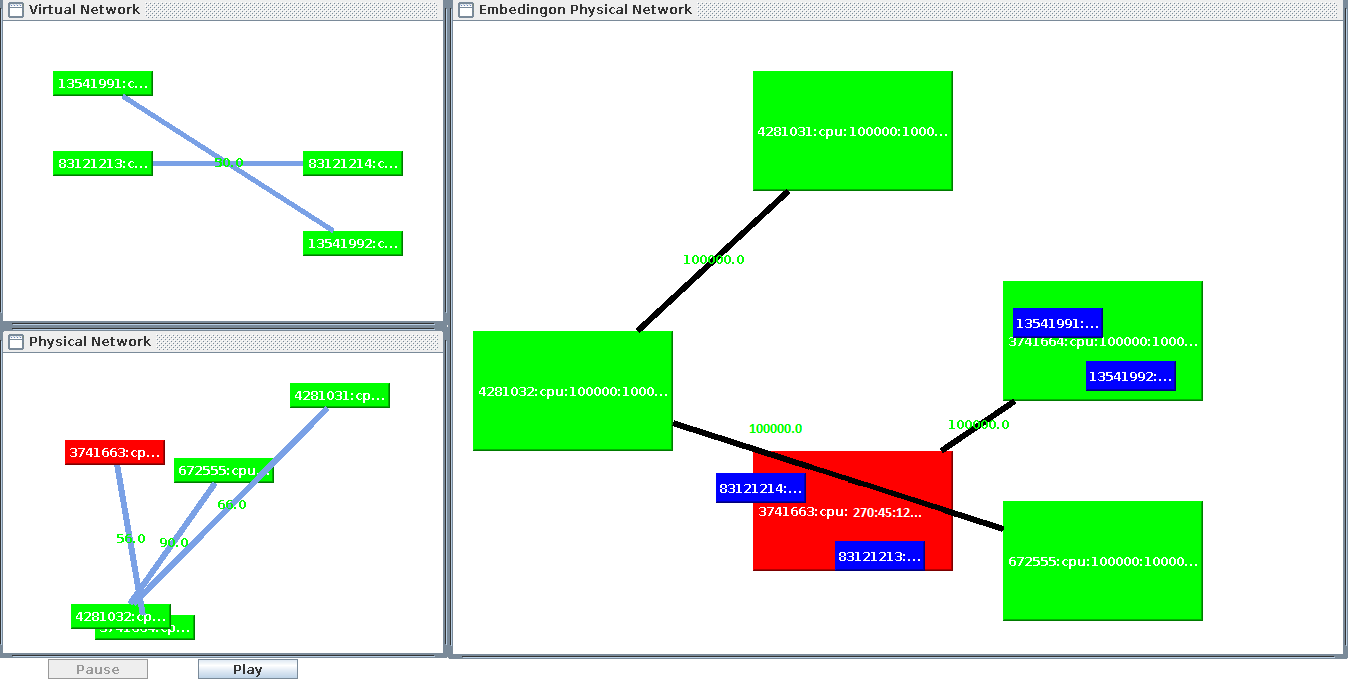 Virtual Network
13541991:c...
83121213:c...
50.0
83121214:c...
13541992:c...
Physical Network
4281031:cp...
3741663:cp...
672555:cpu...
60.0
50.0
90.0
4281032:cp...
3741664:cp...
Pause
Play
Embedingon Physical Network
4281031:cpu:100000:1000...
100000.0
13541991:...
3741664:cpu:100000:1000...
13541992:...
4281032:cpu:100000:1000...
100000.0
100000.0
83121214:...
3741663:cpu: 270:45:12...
83121213:...
672555:cpu:100000:10000...